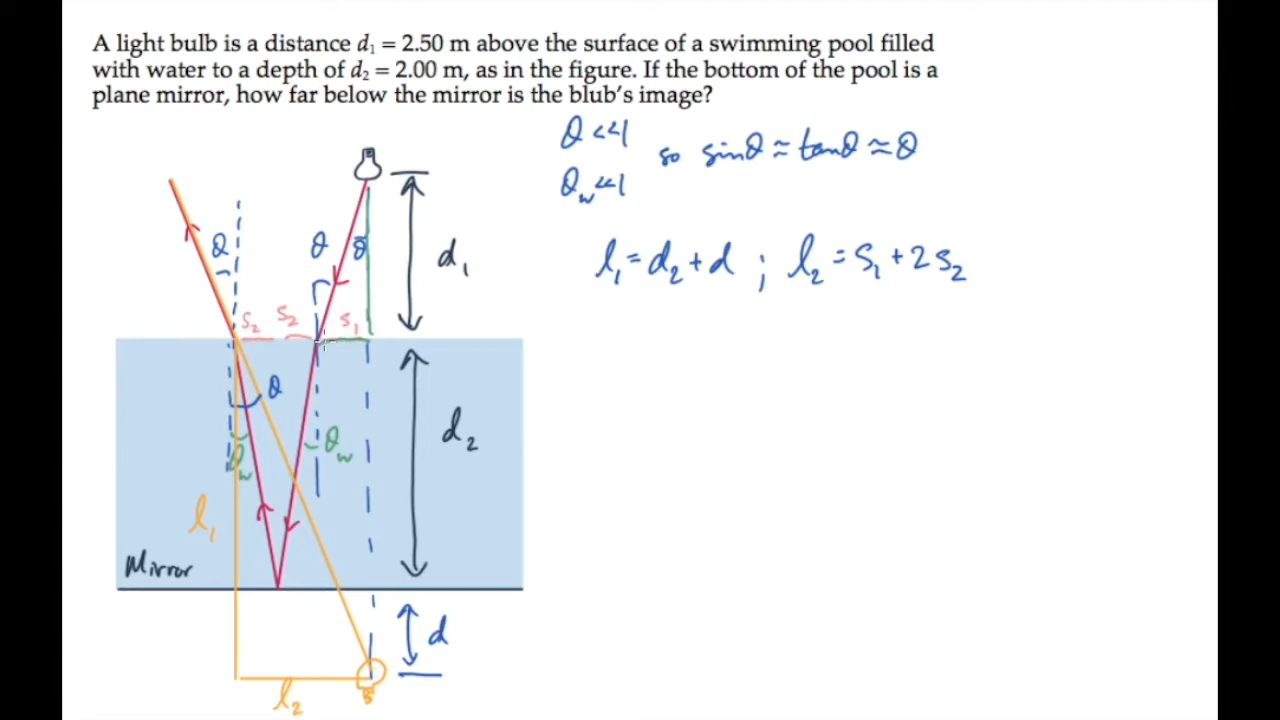 A light bulb is a distance d₁ = 2.50 m above the surface of a swimming pool filled
with water to a depth of d₂ = 2.00 m, as in the figure. If the bottom of the pool is a
plane mirror, how far below the mirror is the blub's image?
θ <<1
θw <<1
so sinθ ≈ tanθ ≈ θ
l₁ = d₂ + d ; l₂ = s₁ + 2s₂
θ
θ
θ
d₁
s₂
s₂
s₁
θ
θw
θw
d₂
l₁
Mirror
d
l₂